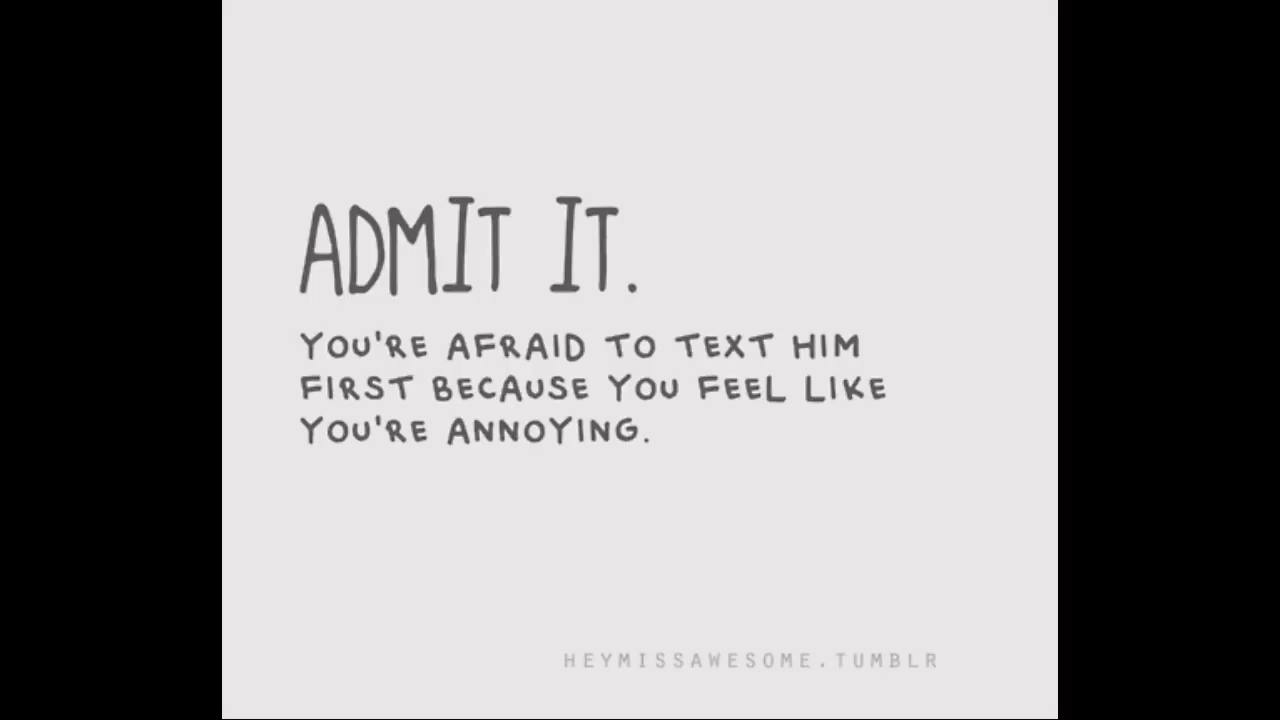 ADMIT IT.
YOU'RE AFRAID TO TEXT HIM
FIRST BECAUSE YOU FEEL LIKE
YOU'RE ANNOYING.
HEYMISSAWESOME.TUMBLR